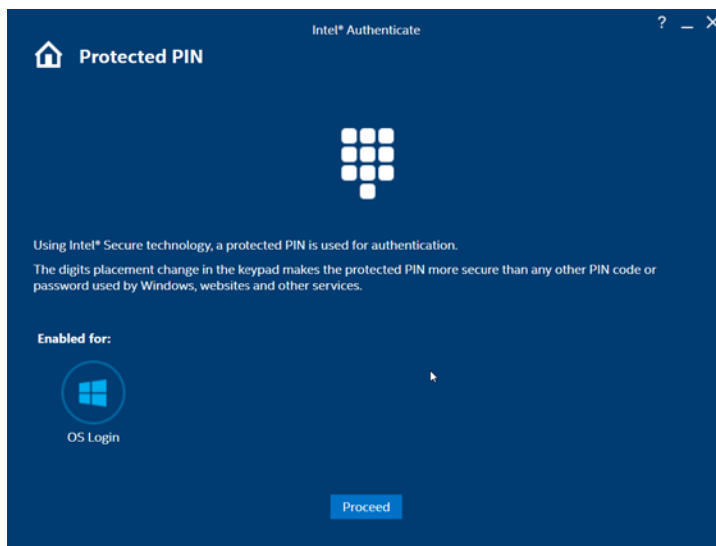 Intel® Authenticate
? _ X
Protected PIN
Using Intel® Secure technology, a protected PIN is used for authentication.
The digits placement change in the keypad makes the protected PIN more secure than any other PIN code or
password used by Windows, websites and other services.
Enabled for:
OS Login
Proceed